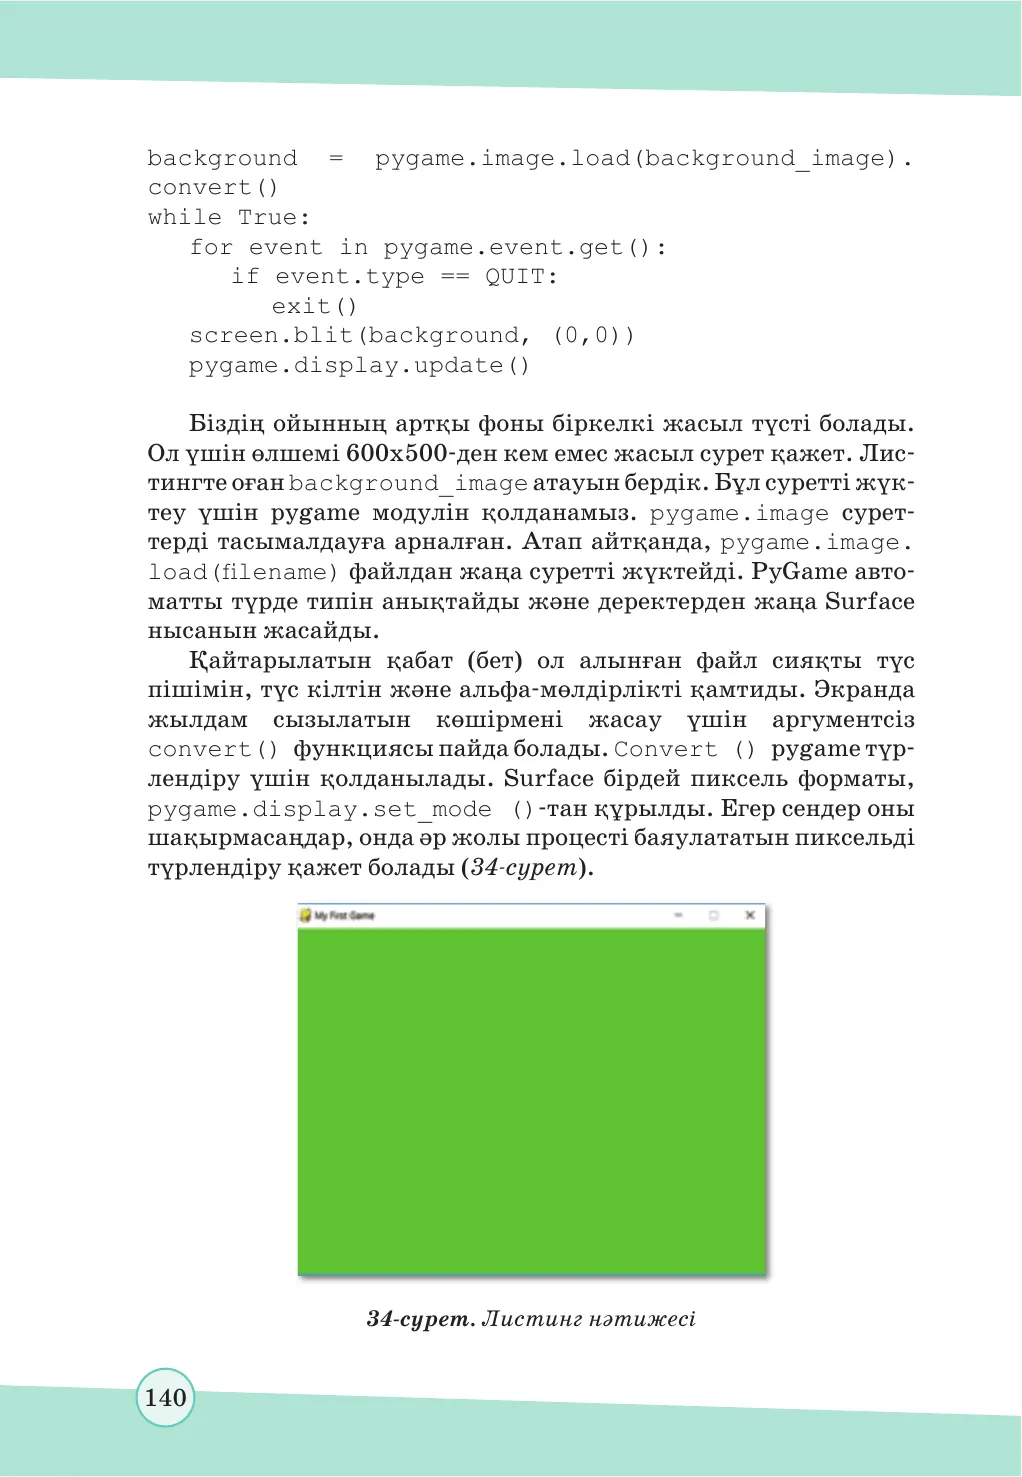 background = pygame.image.load(background_image).
convert()
while True:
for event in pygame.event.get():
if event.type == QUIT:
exit()
screen.blit(background, (0,0))
pygame.display.update()
Біздің ойынның артқы фоны біркелкі жасыл түсті болады.
Ол үшін өлшемі 600x500-ден кем емес жасыл сурет қажет. Лис-
тингте оған background_image атауын бердік. Бұл суретті жүк-
теу үшін pygame модулін қолданамыз. pygame.image сурет-
терді тасымалдауға арналған. Атап айтқанда, pygame.image.
load(filename) файлдан жаңа суретті жүктейді. PyGame авто-
матты түрде типін анықтайды және деректерден жаңа Surface
нысанын жасайды.
Қайтарылатын қабат (бет) ол алынған файл сияқты түс
пішімін, түс кілтін және альфа-мөлдірлікті қамтиды. Экранда
жылдам сызылатын көшірмені жасау үшін аргументсіз
convert() функциясы пайда болады. Convert () pygame түр-
лендіру үшін қолданылады. Surface бірдей пиксель форматы,
pygame.display.set_mode ()-тан құрылды. Егер сендер оны
шақырмасаңдар, онда әр жолы процесті баяулататын пиксельді
түрлендіру қажет болады (34-сурет).
My First Game
34-сурет. Листинг нәтижесі
140